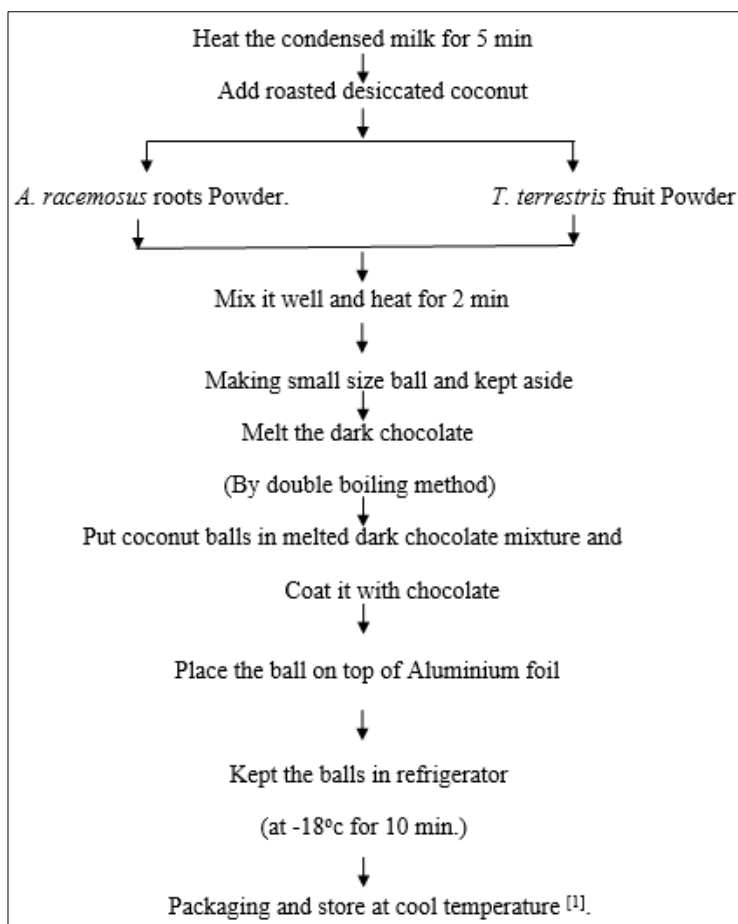 Heat the condensed milk for 5 min
Add roasted desiccated coconut
A. racemosus roots Powder.
T. terrestris fruit Powder
Mix it well and heat for 2 min
Making small size ball and kept aside
Melt the dark chocolate
(By double boiling method)
Put coconut balls in melted dark chocolate mixture and
Coat it with chocolate
Place the ball on top of Aluminium foil
Kept the balls in refrigerator
(at -18ºc for 10 min.)
Packaging and store at cool temperature [1].